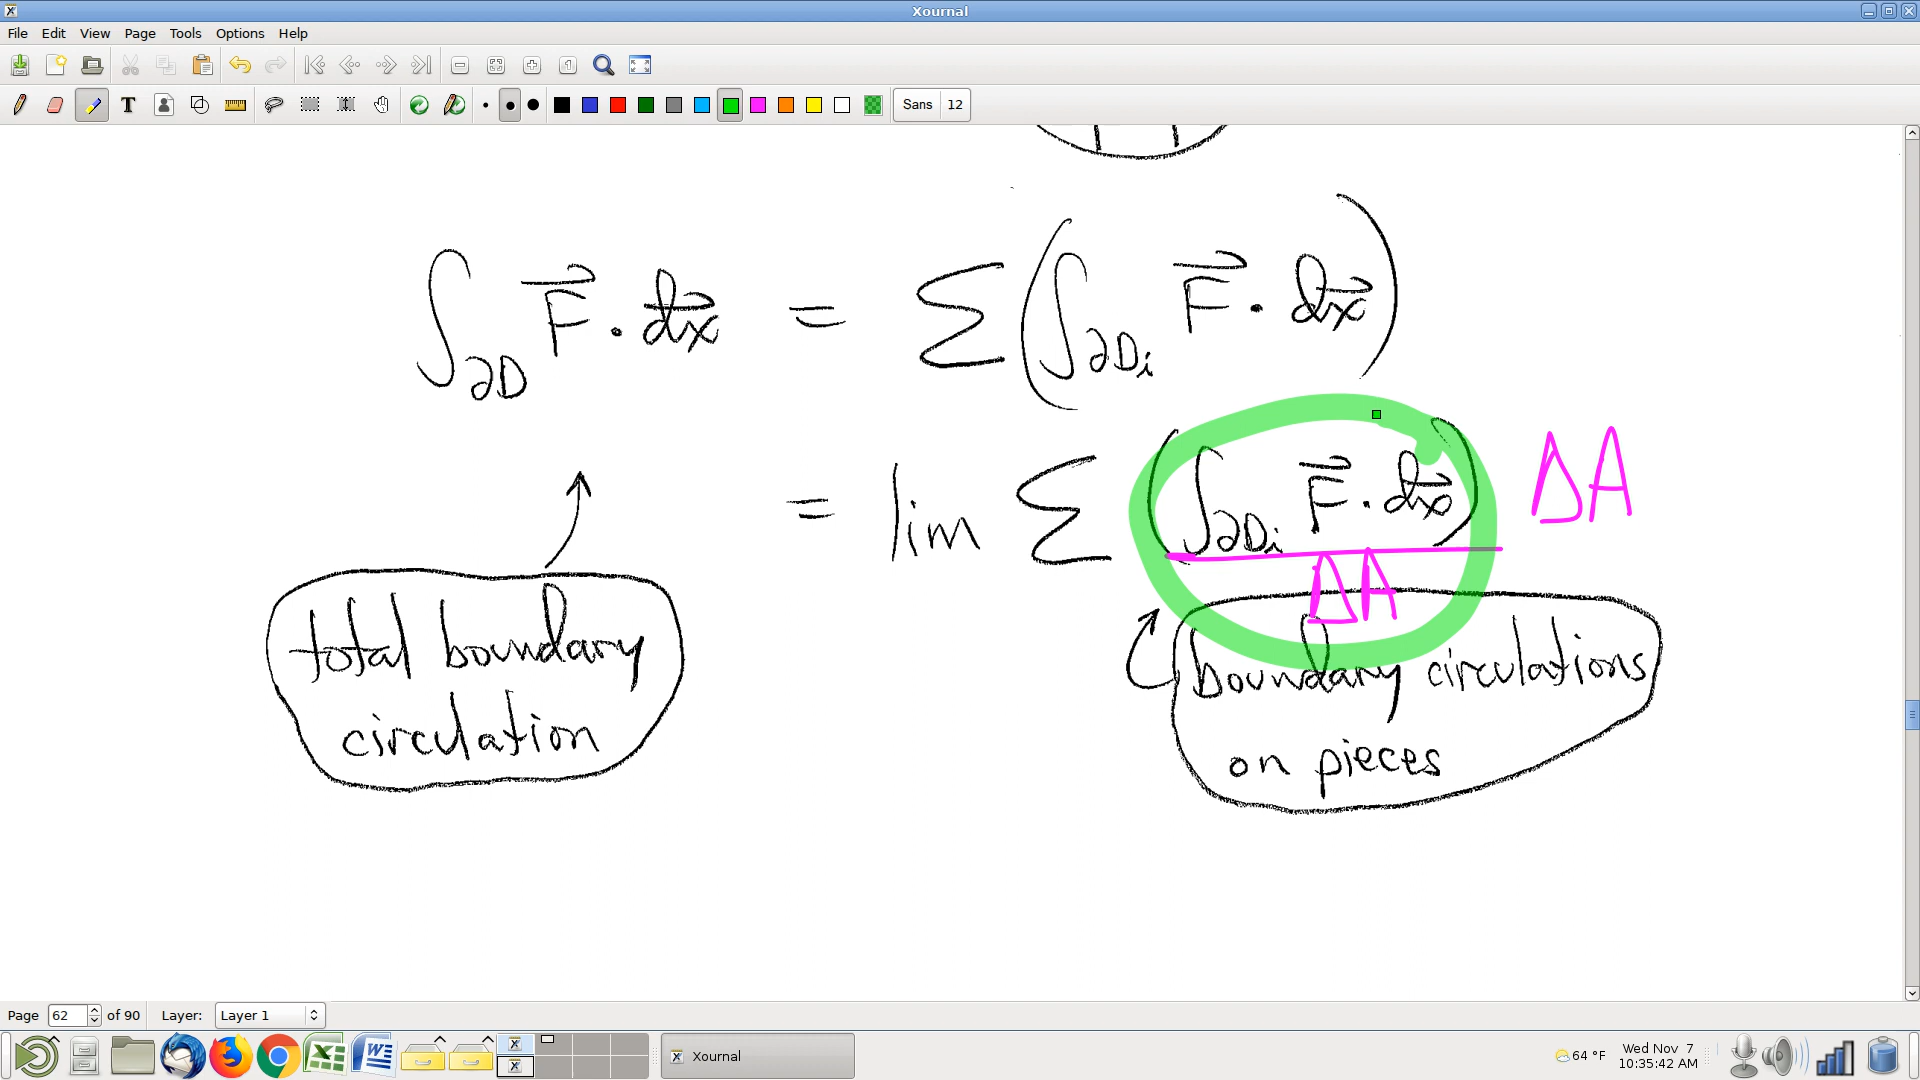 Xournal
File Edit View Page Tools Options Help
Sans 12
∫∂D F⃗ · dx⃗ = Σ (∫∂Di F⃗ · dx⃗)
= lim Σ (∫∂Di F⃗ · dx⃗) / ΔA ΔA
total boundary
circulation
boundary circulations
on pieces
Page 62 of 90 Layer: Layer 1
Xournal
64 °F
Wed Nov 7
10:35:42 AM